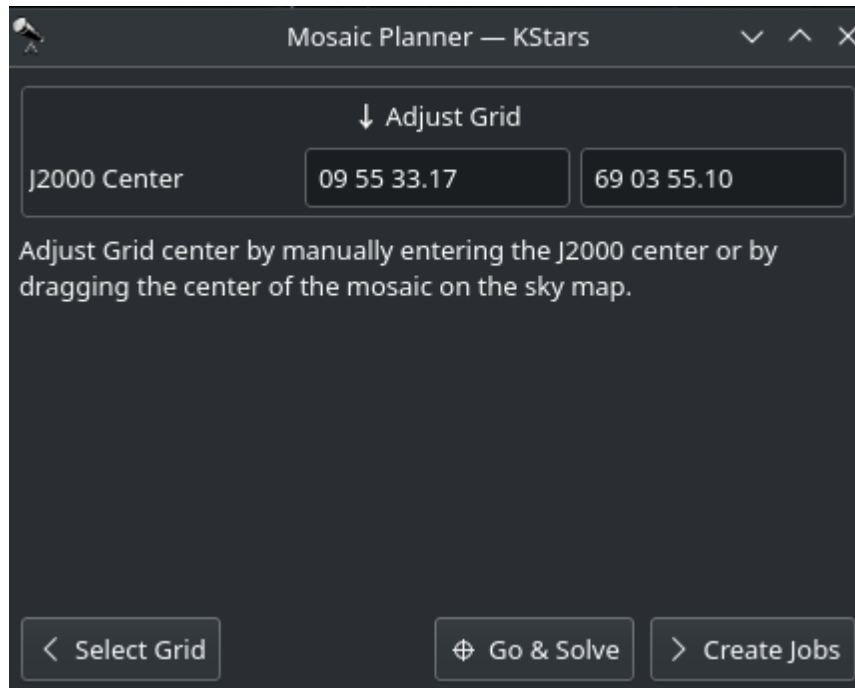 Mosaic Planner — KStars
↓ Adjust Grid
J2000 Center 09 55 33.17 69 03 55.10
Adjust Grid center by manually entering the J2000 center or by
dragging the center of the mosaic on the sky map.
Select Grid Go & Solve Create Jobs